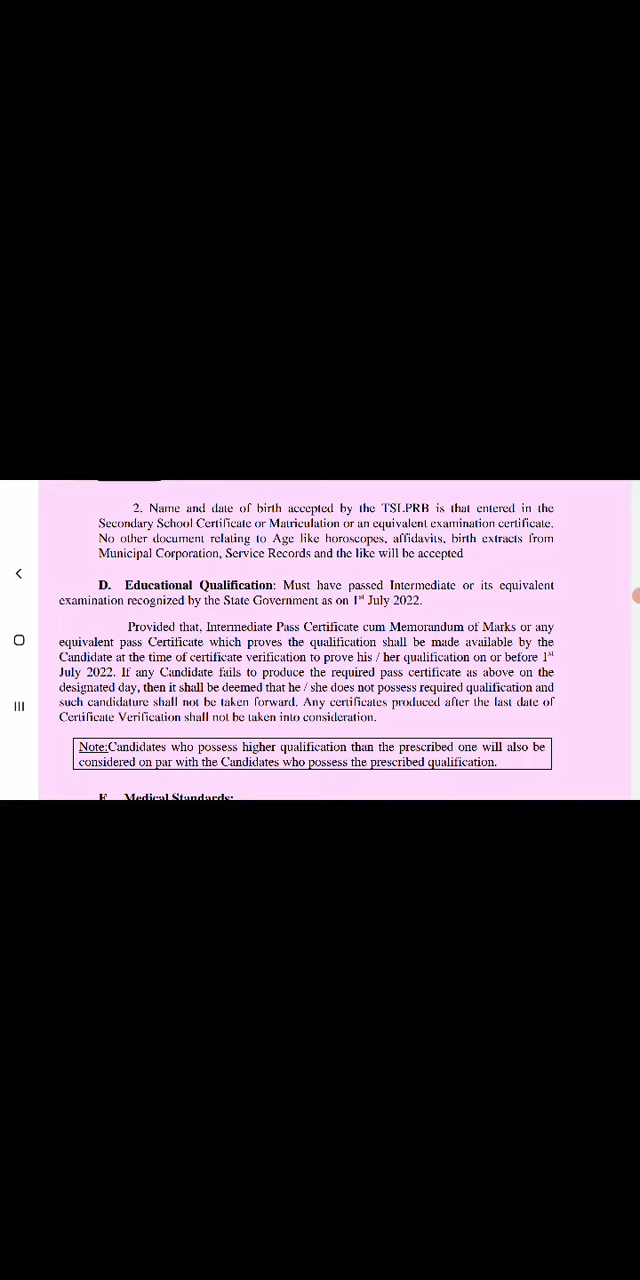 2. Name and date of birth accepted by the TSLPRB is that entered in the
Secondary School Certificate or Matriculation or an equivalent examination certificate.
No other document relating to Age like horoscopes, affidavits, birth extracts from
Municipal Corporation, Service Records and the like will be accepted
D. Educational Qualification: Must have passed Intermediate or its equivalent
examination recognized by the State Government as on 1st July 2022.
Provided that, Intermediate Pass Certificate cum Memorandum of Marks or any
equivalent pass Certificate which proves the qualification shall be made available by the
Candidate at the time of certificate verification to prove his / her qualification on or before 1st
July 2022. If any Candidate fails to produce the required pass certificate as above on the
designated day, then it shall be deemed that he / she does not possess required qualification and
such candidature shall not be taken forward. Any certificates produced after the last date of
Certificate Verification shall not be taken into consideration.
Note:Candidates who possess higher qualification than the prescribed one will also be
considered on par with the Candidates who possess the prescribed qualification.
E. Medical Standards: